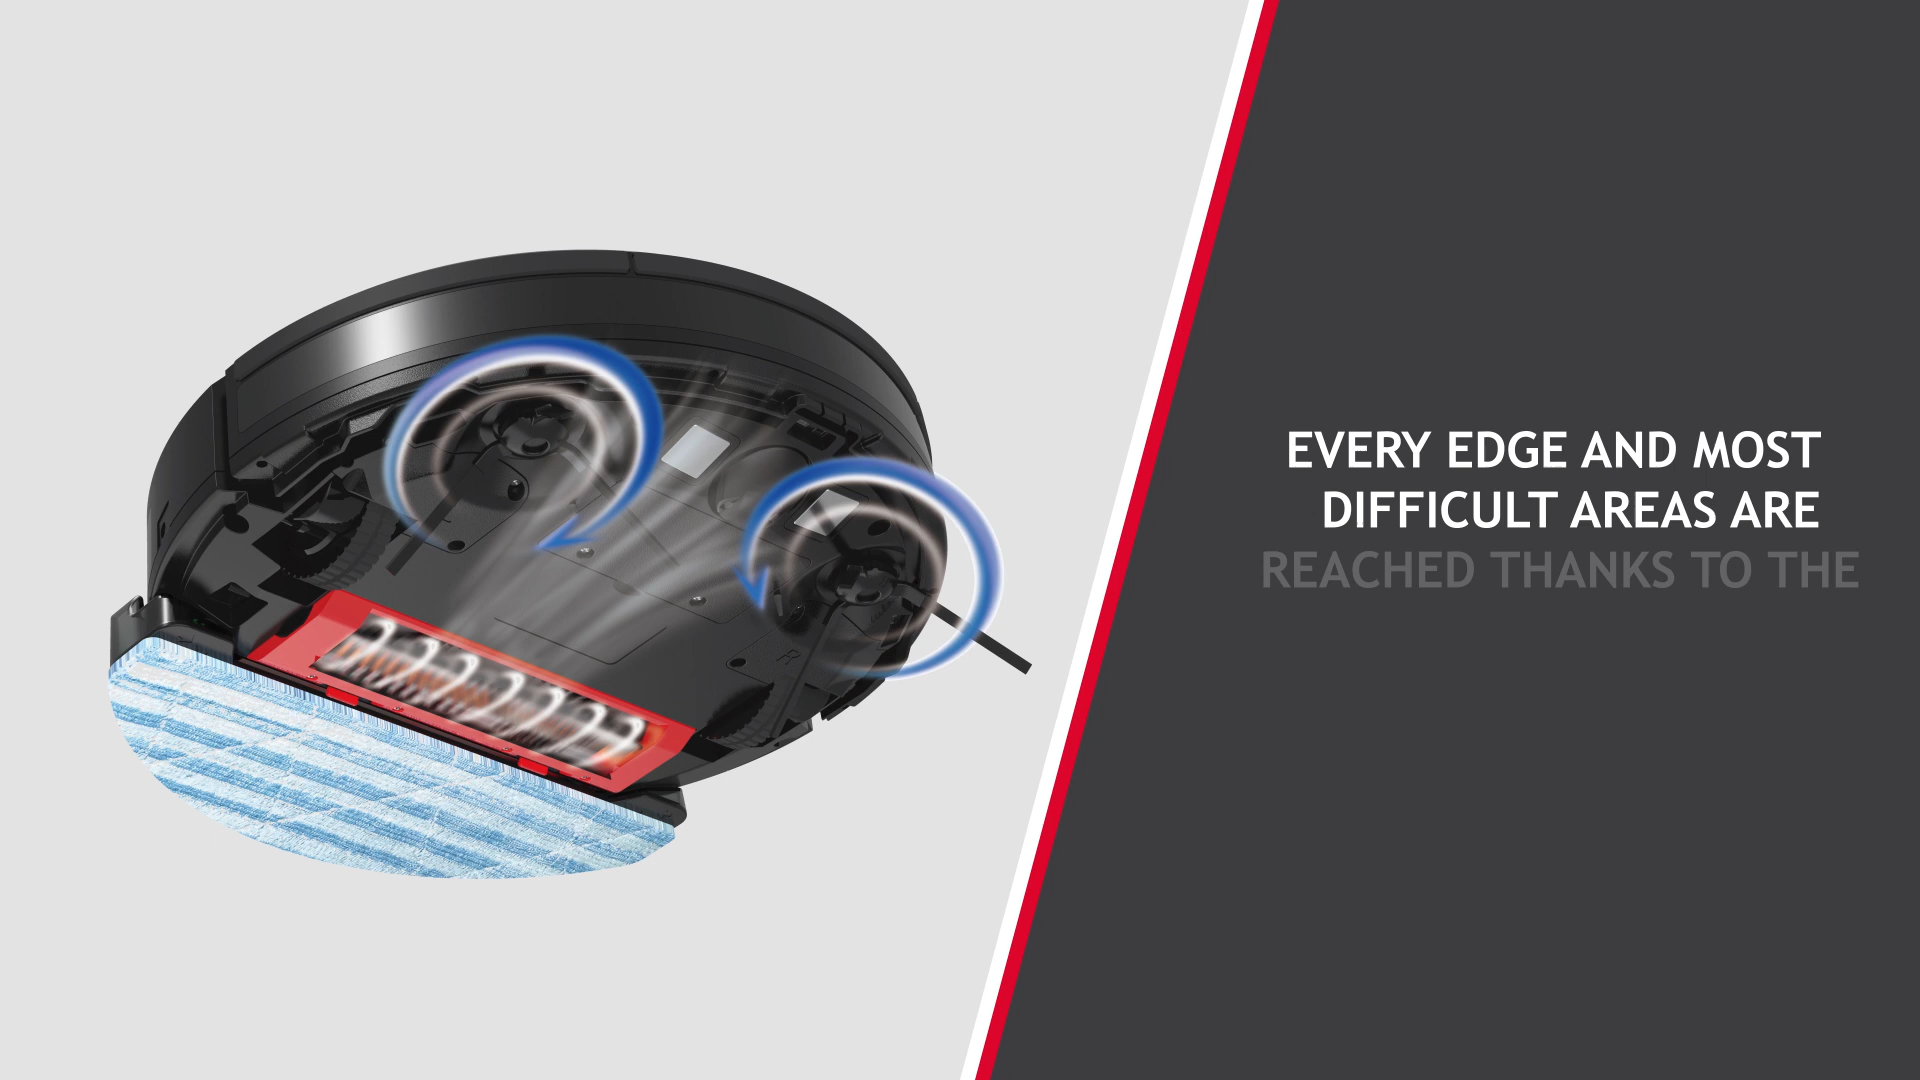 EVERY EDGE AND MOST
DIFFICULT AREAS ARE
REACHED THANKS TO THE
R